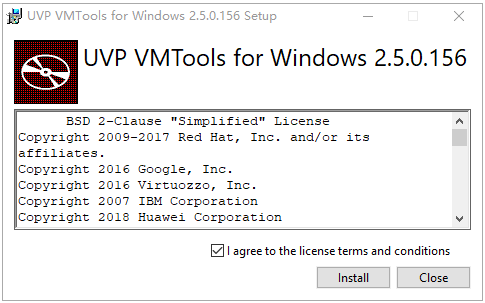 UVP VMTools for Windows 2.5.0.156 Setup
UVP VMTools for Windows 2.5.0.156
BSD 2-Clause "Simplified" License
Copyright 2009-2017 Red Hat, Inc. and/or its
affiliates.
Copyright 2016 Google, Inc.
Copyright 2016 Virtuozzo, Inc.
Copyright 2007 IBM Corporation
Copyright 2018 Huawei Corporation
I agree to the license terms and conditions
Install
Close